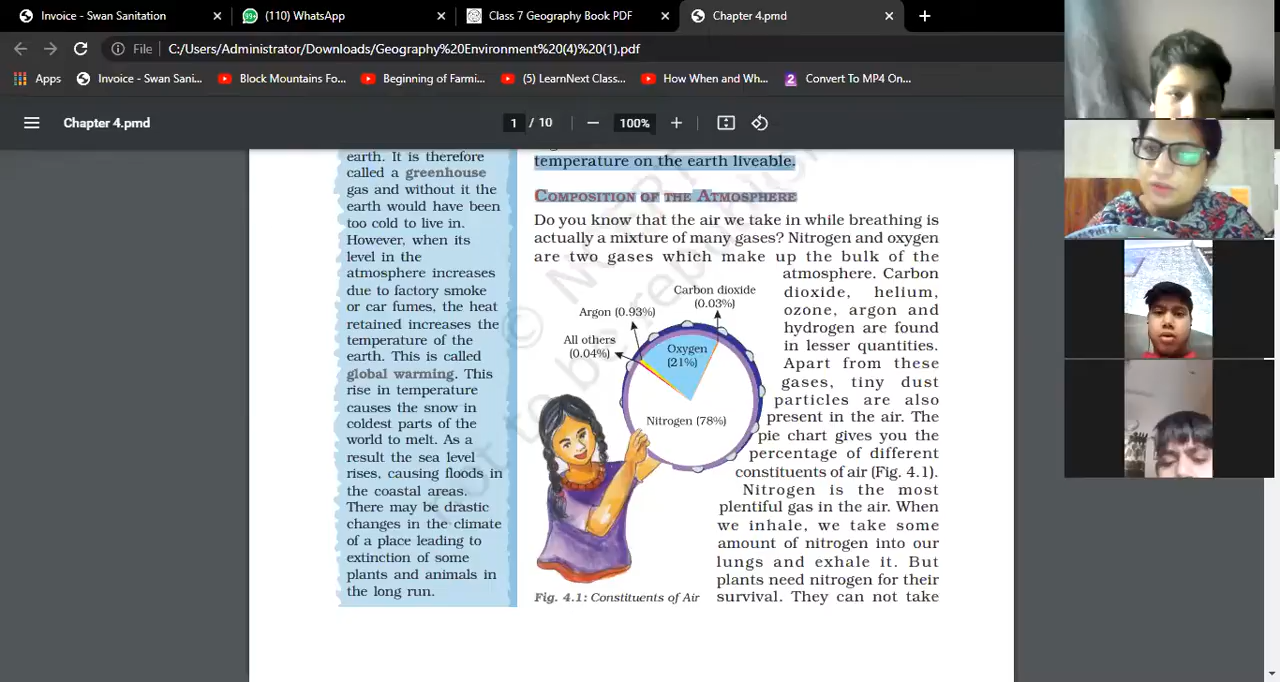 Invoice - Swan Sanitation
99+
(110) WhatsApp
Class 7 Geography Book PDF
Chapter 4.pmd
File
C:/Users/Administrator/Downloads/Geography%20Environment%20(4)%20(1).pdf
Apps
Invoice - Swan Sani...
Block Mountains Fo...
Beginning of Farmi...
(5) LearnNext Class...
How When and Wh...
2
Convert To MP4 On...
Chapter 4.pmd
1 / 10
100%
earth. It is therefore
called a greenhouse
gas and without it the
earth would have been
too cold to live in.
However, when its
level in the
atmosphere increases
due to factory smoke
or car fumes, the heat
retained increases the
temperature of the
earth. This is called
global warming. This
rise in temperature
causes the snow in
coldest parts of the
world to melt. As a
result the sea level
rises, causing floods in
the coastal areas.
There may be drastic
changes in the climate
of a place leading to
extinction of some
plants and animals in
the long run.
temperature on the earth liveable.
COMPOSITION OF THE ATMOSPHERE
Do you know that the air we take in while breathing is
actually a mixture of many gases? Nitrogen and oxygen
are two gases which make up the bulk of the
atmosphere. Carbon
dioxide, helium,
ozone, argon and
hydrogen are found
in lesser quantities.
Apart from these
gases, tiny dust
particles are also
present in the air. The
pie chart gives you the
percentage of different
constituents of air (Fig. 4.1).
Nitrogen is the most
plentiful gas in the air. When
we inhale, we take some
amount of nitrogen into our
lungs and exhale it. But
plants need nitrogen for their
survival. They can not take
Carbon dioxide
(0.03%)
Argon (0.93%)
All others
(0.04%)
Oxygen
(21%)
Nitrogen (78%)
Fig. 4.1: Constituents of Air
© NCERT
not to be republished